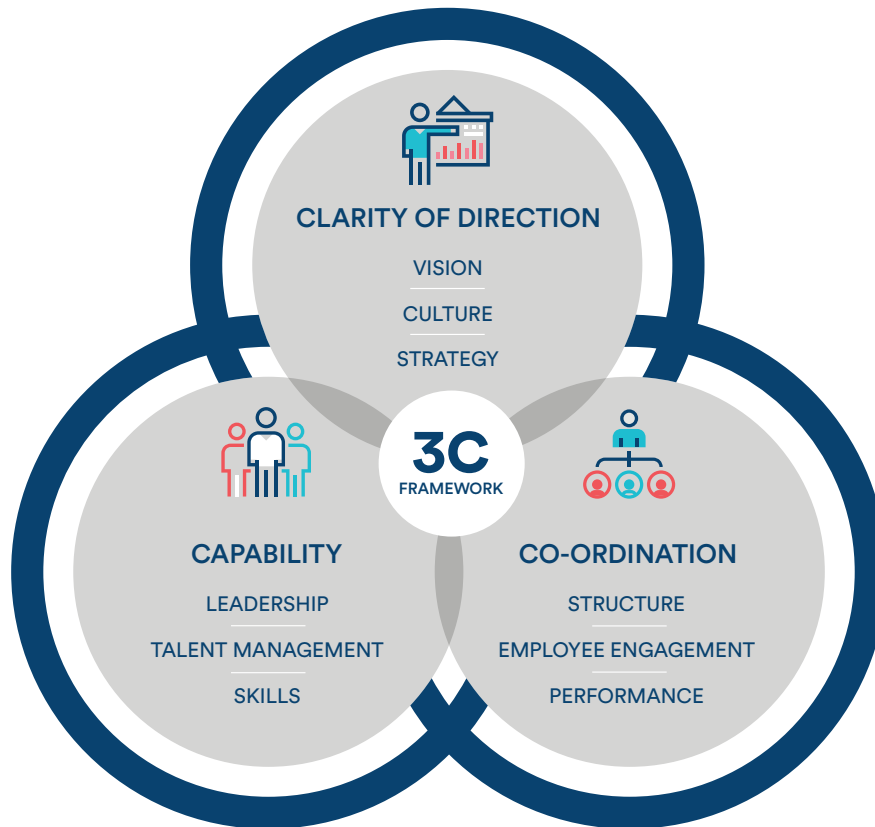 CLARITY OF DIRECTION
VISION
CULTURE
STRATEGY
3C
FRAMEWORK
CAPABILITY
LEADERSHIP
TALENT MANAGEMENT
SKILLS
CO-ORDINATION
STRUCTURE
EMPLOYEE ENGAGEMENT
PERFORMANCE